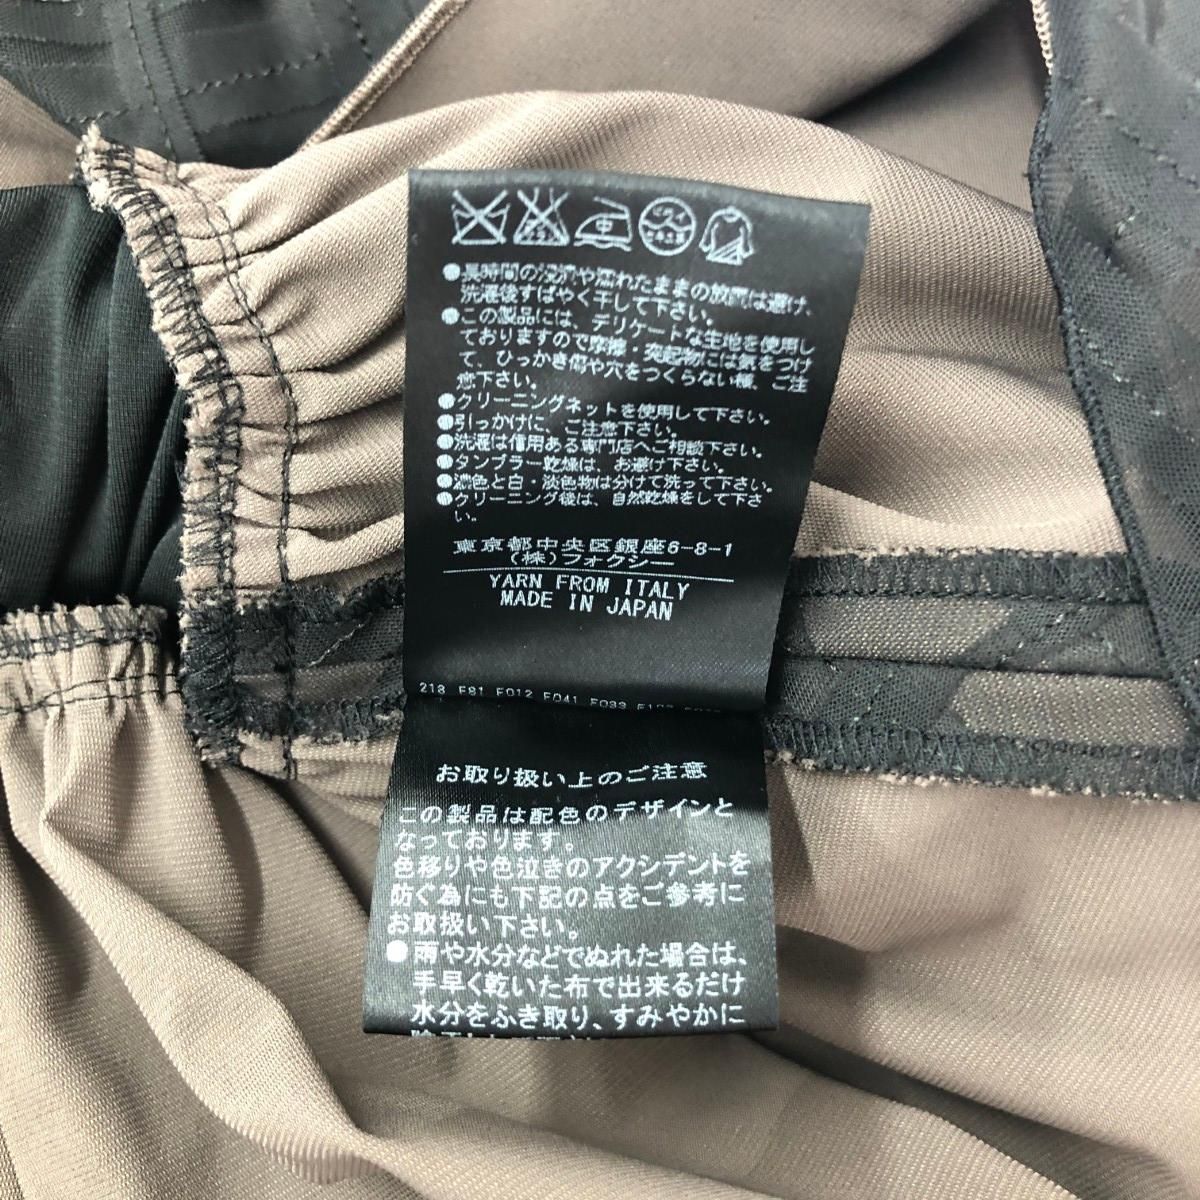 中
ドライ
●長時間の浸漬や濡れたままの放置は避け、
洗濯後すばやく干して下さい。
●この製品には、デリケートな生地を使用し
ておりますので摩擦・突起物には気をつけ
て、ひっかき傷や穴をつくらない様、ご注
意下さい。
●クリーニングネットを使用して下さい。
●引っかけに、ご注意下さい。
●洗濯は信用ある専門店へご相談下さい。
●タンブラー乾燥は、お避け下さい。
●濃色と白・淡色物は分けて洗って下さい。
●クリーニング後は、自然乾燥をして下さ
い。
東京都中央区銀座6-8-1
(株)フォクシー
YARN FROM ITALY
MADE IN JAPAN
218 F81 F012 F041 F033
お取り扱い上のご注意
この製品は配色のデザインと
なっております。
色移りや色泣きのアクシデントを
防ぐ為にも下記の点をご参考に
お取扱い下さい。
●雨や水分などでぬれた場合は、
手早く乾いた布で出来るだけ
水分をふき取り、すみやかに